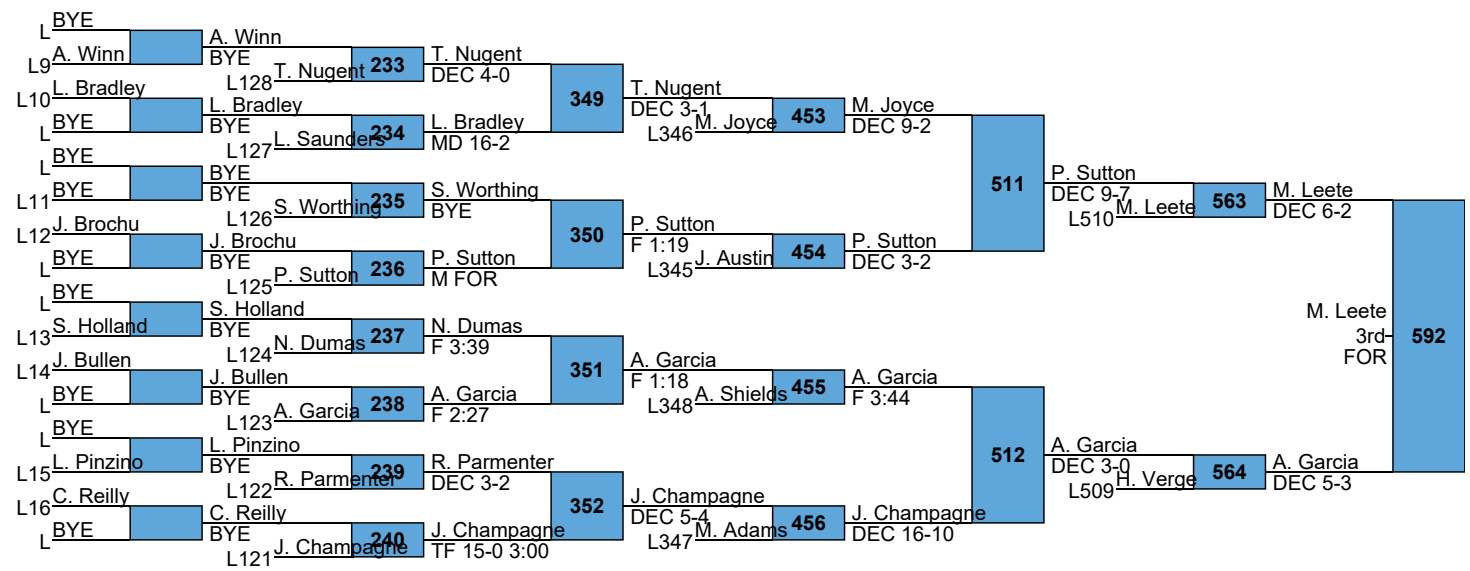 BYE
L
A. Winn
L9
A. Winn
BYE
L10
L. Bradley
BYE
L
L. Bradley
BYE
BYE
L
BYE
L11
BYE
BYE
L12
J. Brochu
BYE
L
J. Brochu
BYE
BYE
L
S. Holland
L13
S. Holland
BYE
L14
J. Bullen
BYE
L
J. Bullen
BYE
BYE
L
L. Pinzino
L15
L. Pinzino
BYE
L16
C. Reilly
BYE
L
C. Reilly
BYE
L128
T. Nugent
233
T. Nugent
DEC 4-0
L127
L. Saunders
234
L. Bradley
MD 16-2
L126
S. Worthing
235
S. Worthing
BYE
L125
P. Sutton
236
P. Sutton
M FOR
L124
N. Dumas
237
N. Dumas
F 3:39
L123
A. Garcia
238
A. Garcia
F 2:27
L122
R. Parmenter
239
R. Parmenter
DEC 3-2
L121
J. Champagne
240
J. Champagne
TF 15-0 3:00
349
T. Nugent
DEC 3-1
350
P. Sutton
F 1:19
351
A. Garcia
F 1:18
352
J. Champagne
DEC 5-4
L346
M. Joyce
453
M. Joyce
DEC 9-2
L345
J. Austin
454
P. Sutton
DEC 3-2
L348
A. Shields
455
A. Garcia
F 3:44
L347
M. Adams
456
J. Champagne
DEC 16-10
511
P. Sutton
DEC 9-7
512
A. Garcia
DEC 3-0
L510
M. Leete
563
M. Leete
DEC 6-2
L509
H. Verge
564
A. Garcia
DEC 5-3
M. Leete
3rd
FOR
592